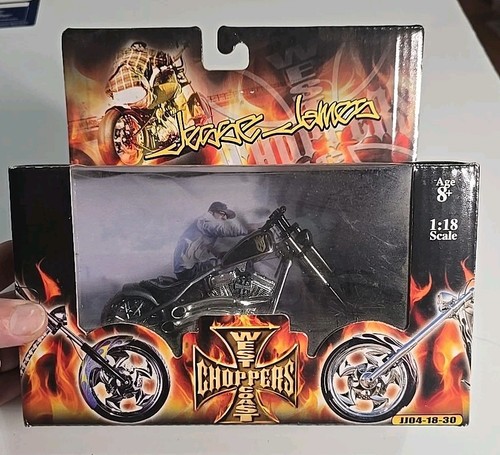 Jesse James
Age
8+
1:18
Scale
WEST
CHOPPERS
COAST
JJ04-18-30